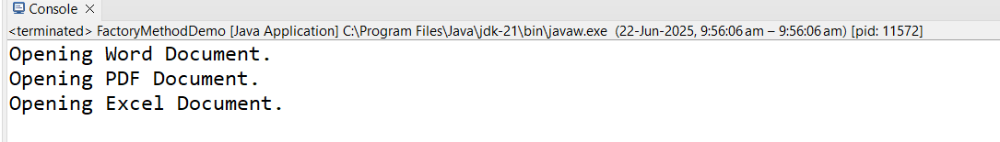 Console
<terminated> FactoryMethodDemo [Java Application] C:\Program Files\Java\jdk-21\bin\javaw.exe (22-Jun-2025, 9:56:06 am – 9:56:06 am) [pid: 11572]
Opening Word Document.
Opening PDF Document.
Opening Excel Document.